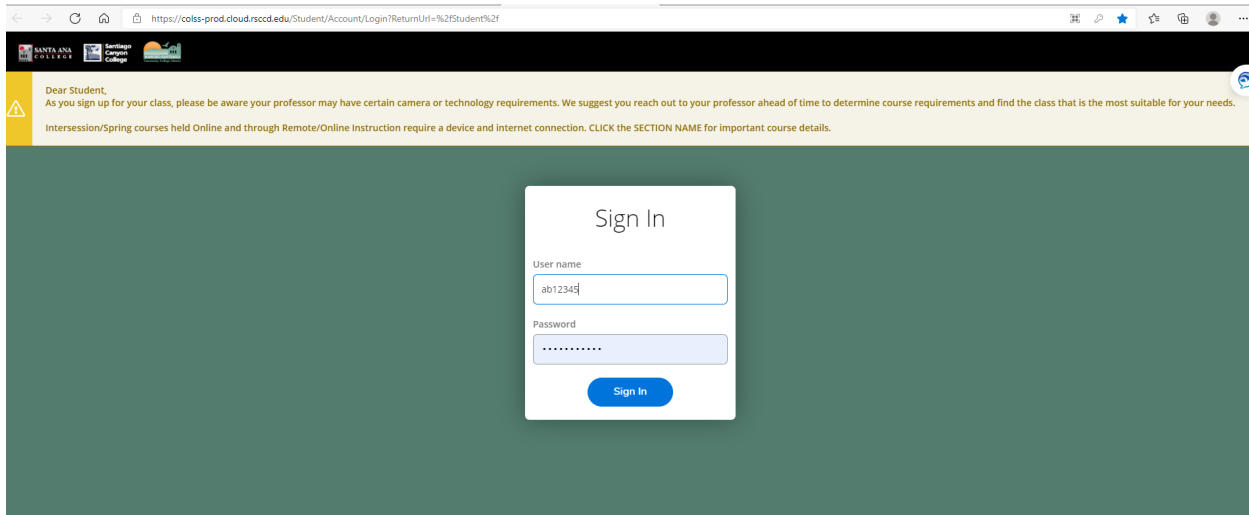 https://colss-prod.cloud.rsccd.edu/Student/Account/Login?ReturnUrl=%2fStudent%2f
SANTA ANA
COLLEGE
Santiago
Canyon
College
Dear Student,
As you sign up for your class, please be aware your professor may have certain camera or technology requirements. We suggest you reach out to your professor ahead of time to determine course requirements and find the class that is the most suitable for your needs.
Intersession/Spring courses held Online and through Remote/Online Instruction require a device and internet connection. CLICK the SECTION NAME for important course details.
Sign In
User name
ab12345
Password
Sign In